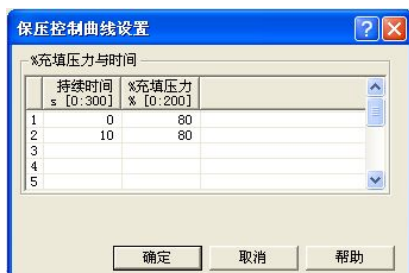 保压控制曲线设置
%充填压力与时间
持续时间 %充填压力
s [0:300] % [0:200]
1 0 80
2 10 80
3
4
5
确定 取消 帮助